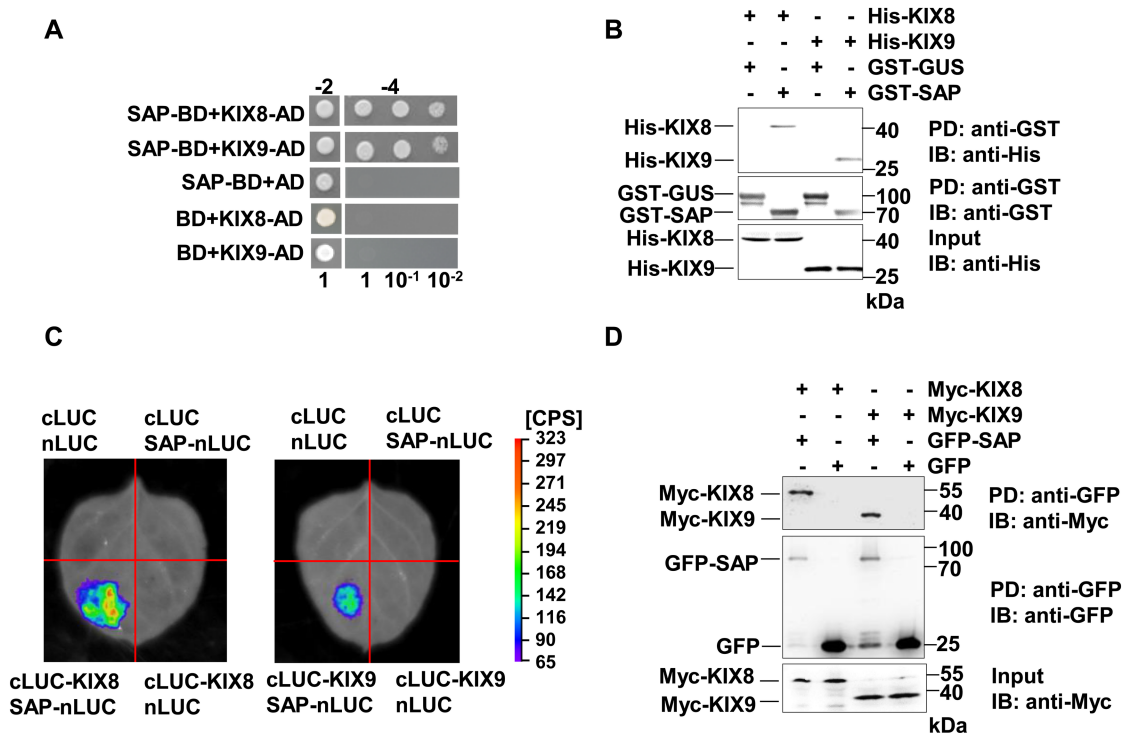 A
-2 -4
SAP-BD+KIX8-AD
SAP-BD+KIX9-AD
SAP-BD+AD
BD+KIX8-AD
BD+KIX9-AD
1 1 10-1 10-2
B
+ + - - His-KIX8
- - + + His-KIX9
+ - + - GST-GUS
- + - + GST-SAP
His-KIX8 40 PD: anti-GST
His-KIX9 25 IB: anti-His
GST-GUS 100 PD: anti-GST
GST-SAP 70 IB: anti-GST
His-KIX8 40 Input
His-KIX9 25 IB: anti-His
kDa
C
cLUC cLUC
nLUC SAP-nLUC
cLUC cLUC
nLUC SAP-nLUC
[CPS]
323
297
271
245
219
194
168
142
116
90
65
cLUC-KIX8 cLUC-KIX8
SAP-nLUC nLUC
cLUC-KIX9 cLUC-KIX9
SAP-nLUC nLUC
D
+ + - - Myc-KIX8
- - + + Myc-KIX9
+ - + - GFP-SAP
- + - + GFP
Myc-KIX8 55 PD: anti-GFP
Myc-KIX9 40 IB: anti-Myc
100
GFP-SAP 70
PD: anti-GFP
IB: anti-GFP
GFP 25
Myc-KIX8 55 Input
Myc-KIX9 40 IB: anti-Myc
kDa